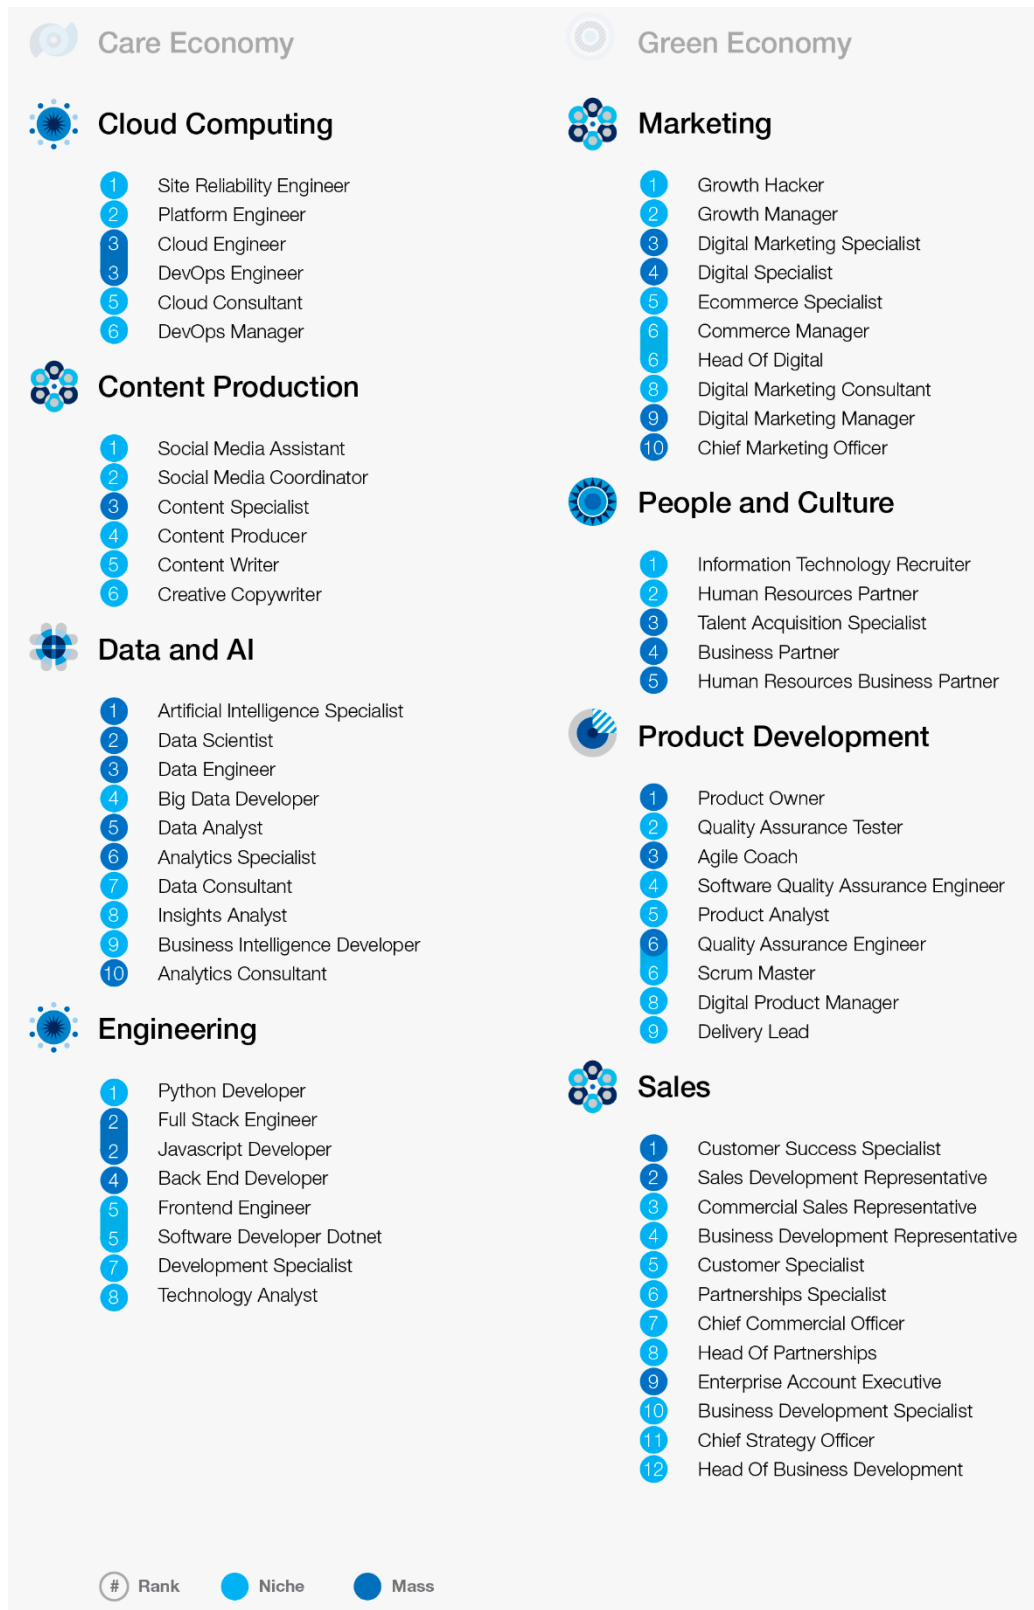 Care Economy
Cloud Computing
1 Site Reliability Engineer
2 Platform Engineer
3 Cloud Engineer
3 DevOps Engineer
5 Cloud Consultant
6 DevOps Manager
Content Production
1 Social Media Assistant
2 Social Media Coordinator
3 Content Specialist
4 Content Producer
5 Content Writer
6 Creative Copywriter
Data and AI
1 Artificial Intelligence Specialist
2 Data Scientist
3 Data Engineer
4 Big Data Developer
5 Data Analyst
6 Analytics Specialist
7 Data Consultant
8 Insights Analyst
9 Business Intelligence Developer
10 Analytics Consultant
Engineering
1 Python Developer
2 Full Stack Engineer
2 Javascript Developer
4 Back End Developer
5 Frontend Engineer
5 Software Developer Dotnet
7 Development Specialist
8 Technology Analyst
Green Economy
Marketing
1 Growth Hacker
2 Growth Manager
3 Digital Marketing Specialist
4 Digital Specialist
5 Ecommerce Specialist
6 Commerce Manager
6 Head Of Digital
8 Digital Marketing Consultant
9 Digital Marketing Manager
10 Chief Marketing Officer
People and Culture
1 Information Technology Recruiter
2 Human Resources Partner
3 Talent Acquisition Specialist
4 Business Partner
5 Human Resources Business Partner
Product Development
1 Product Owner
2 Quality Assurance Tester
3 Agile Coach
4 Software Quality Assurance Engineer
5 Product Analyst
6 Quality Assurance Engineer
6 Scrum Master
8 Digital Product Manager
9 Delivery Lead
Sales
1 Customer Success Specialist
2 Sales Development Representative
3 Commercial Sales Representative
4 Business Development Representative
5 Customer Specialist
6 Partnerships Specialist
7 Chief Commercial Officer
8 Head Of Partnerships
9 Enterprise Account Executive
10 Business Development Specialist
11 Chief Strategy Officer
12 Head Of Business Development
# Rank Niche Mass